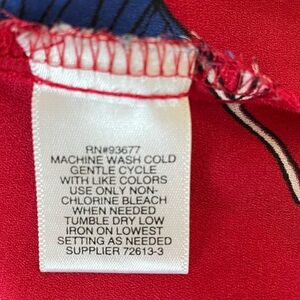 RN#93677
MACHINE WASH COLD
GENTLE CYCLE
WITH LIKE COLORS
USE ONLY NON-
CHLORINE BLEACH
WHEN NEEDED
TUMBLE DRY LOW
IRON ON LOWEST
SETTING AS NEEDED
SUPPLIER 72613-3